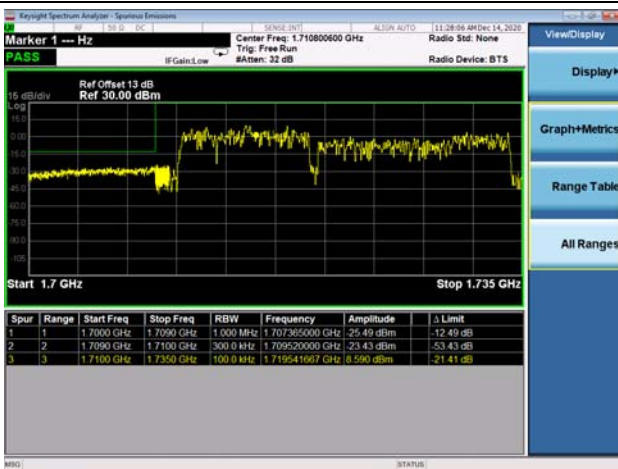 Keysight Spectrum Analyzer - Spurious Emissions
RF 50 Ω DC SENSE:INT ALIGN AUTO 11:28:06 AM Dec 14, 2020
Marker 1 --- Hz
Center Freq: 1.710800600 GHz
Radio Std: None
Trig: Free Run
PASS
IFGain:Low
#Atten: 32 dB
Radio Device: BTS
Ref Offset 13 dB
15 dB/div Ref 30.00 dBm
Log
15.0
0.00
-15.0
-30.0
-45.0
-60.0
-75.0
-90.0
-105
Start 1.7 GHz Stop 1.735 GHz
Spur Range Start Freq Stop Freq RBW Frequency Amplitude Δ Limit
1 1 1.7000 GHz 1.7090 GHz 1.000 MHz 1.707365000 GHz -25.49 dBm -12.49 dB
2 2 1.7090 GHz 1.7100 GHz 300.0 kHz 1.709520000 GHz -23.43 dBm -53.43 dB
3 3 1.7100 GHz 1.7350 GHz 100.0 kHz 1.719541667 GHz 8.590 dBm -21.41 dB
MSG STATUS
View/Display
Display
Graph+Metrics
Range Table
All Ranges